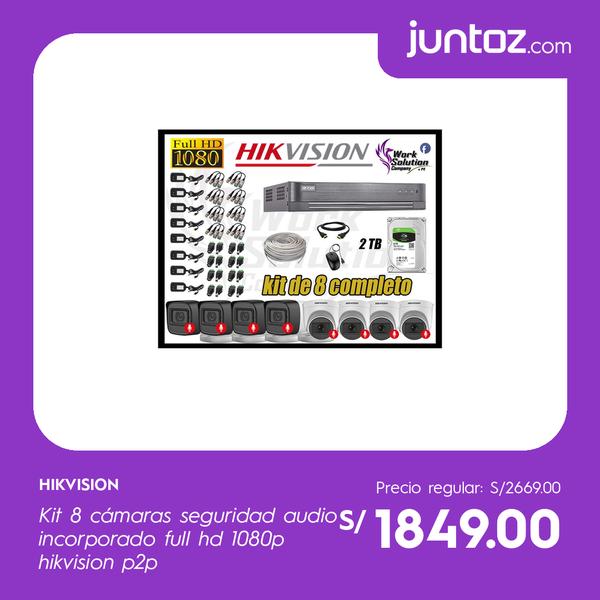 juntoz.com
Full HD
1080
HIKVISION
Work
Solution
Company
2 TB
kit de 8 completo
HIKVISION
Precio regular: S/2669.00
Kit 8 cámaras seguridad audio
incorporado full hd 1080p
hikvision p2p
S/ 1849.00